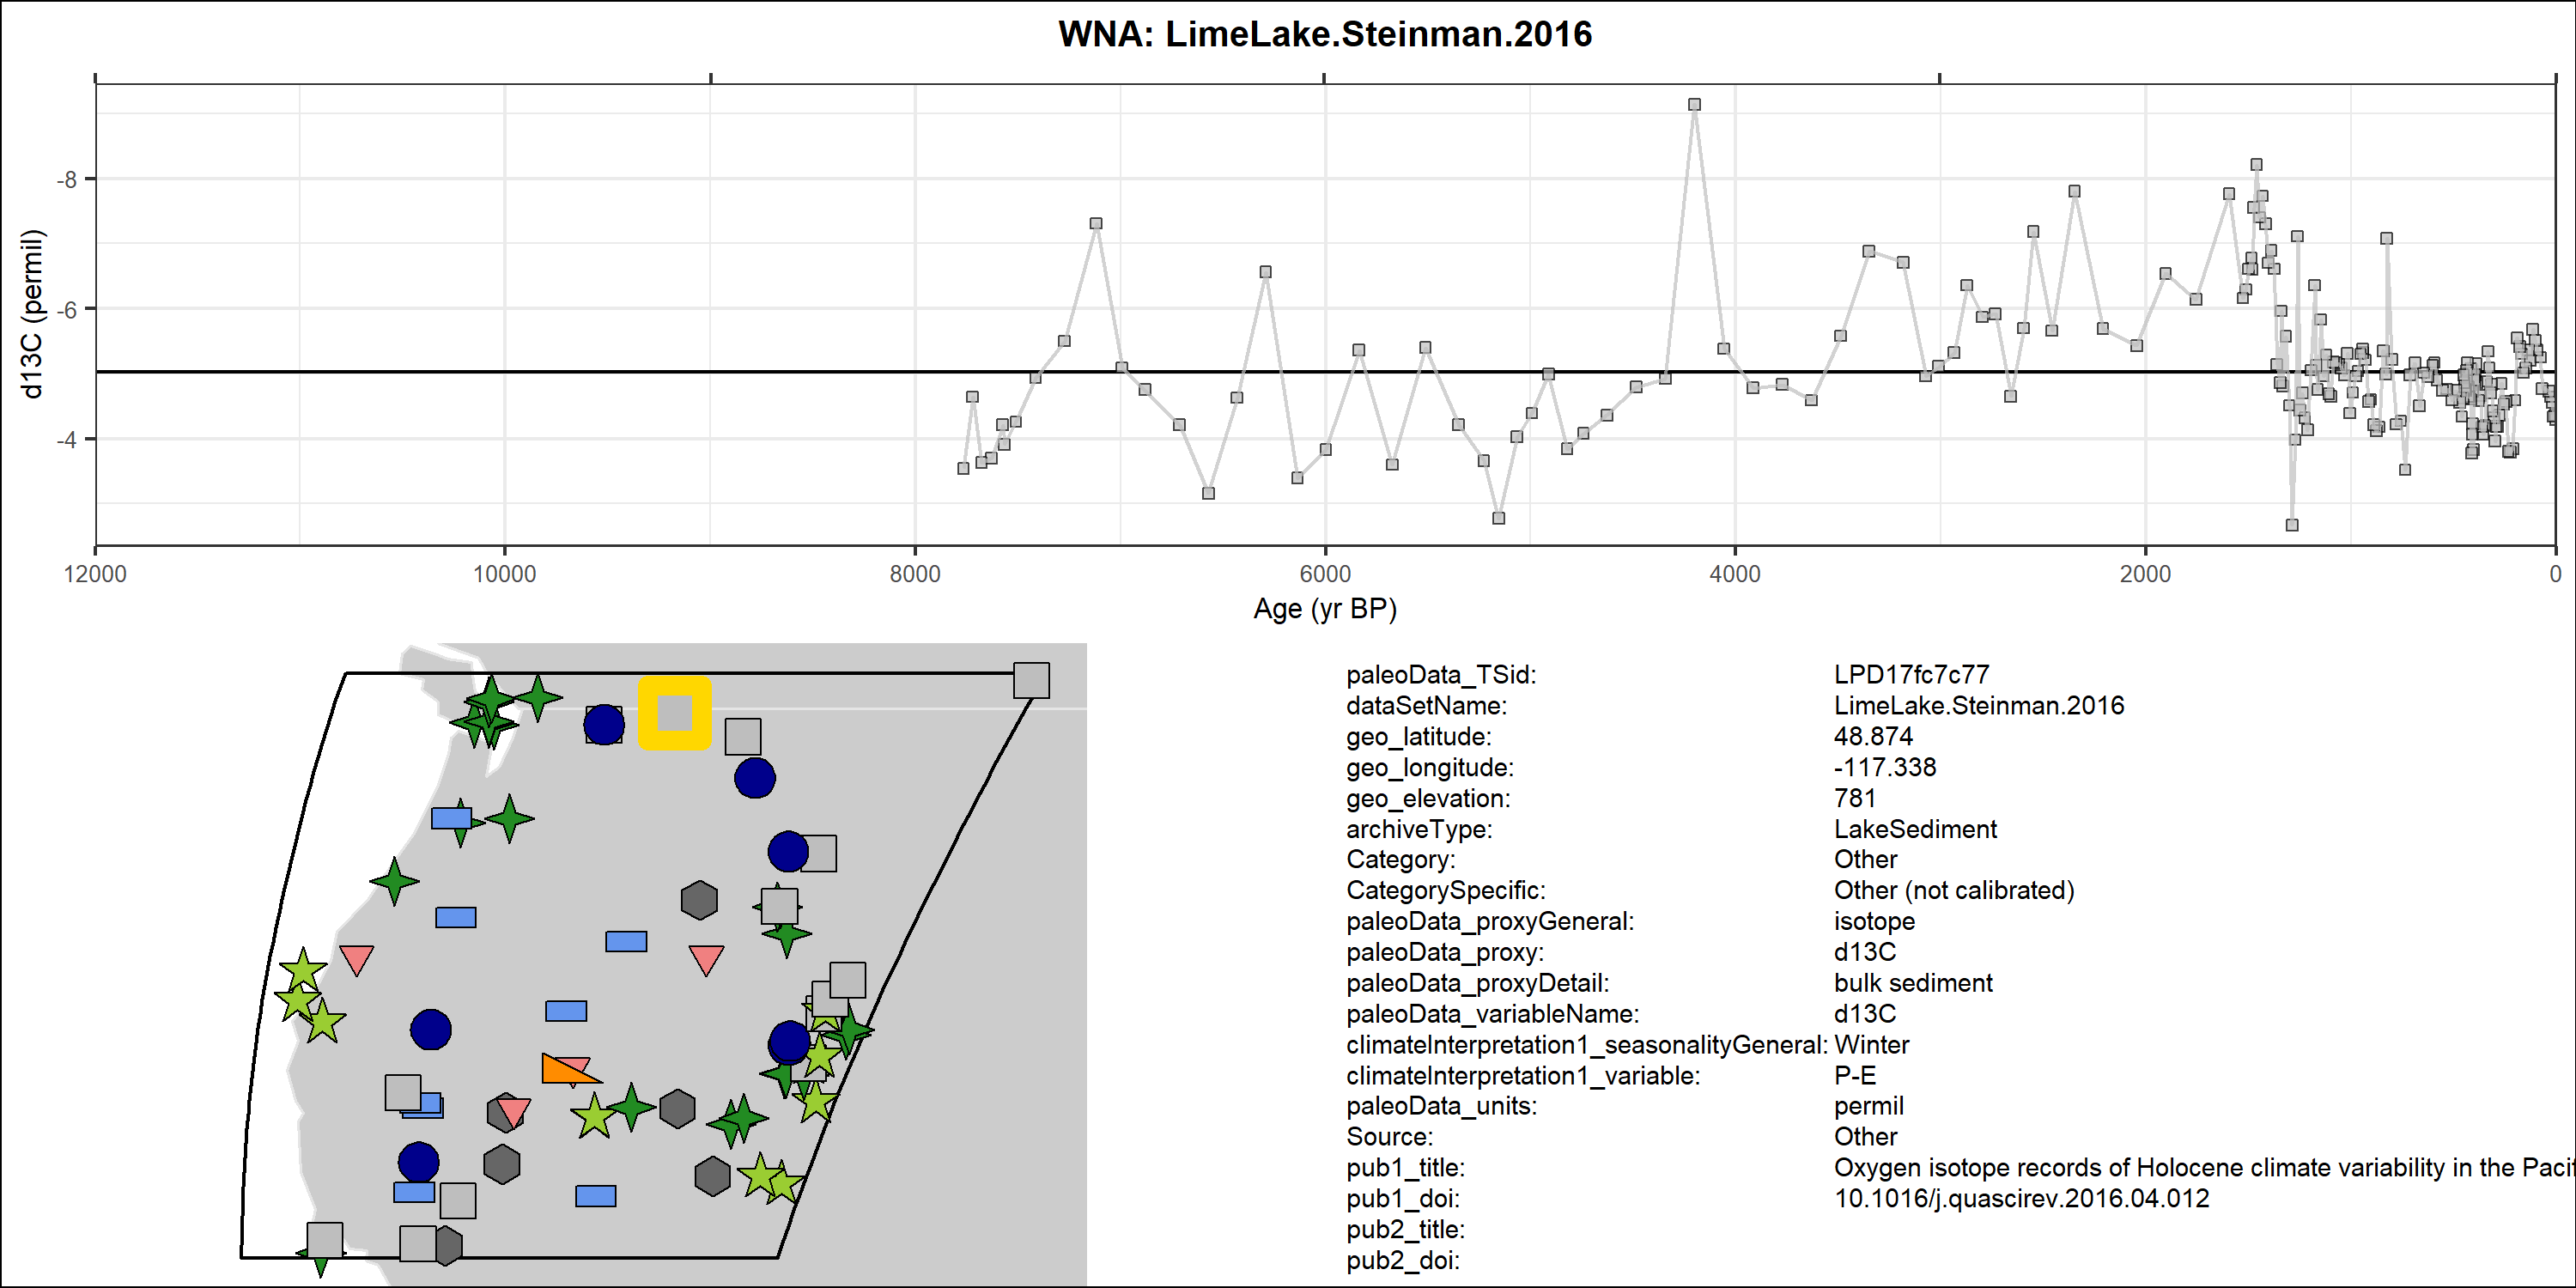 WNA: LimeLake.Steinman.2016
d13C (permil)
-8
-6
-4
12000 10000 8000 6000 4000 2000 0
Age (yr BP)
paleoData_TSid: LPD17fc7c77
dataSetName: LimeLake.Steinman.2016
geo_latitude: 48.874
geo_longitude: -117.338
geo_elevation: 781
archiveType: LakeSediment
Category: Other
CategorySpecific: Other (not calibrated)
paleoData_proxyGeneral: isotope
paleoData_proxy: d13C
paleoData_proxyDetail: bulk sediment
paleoData_variableName: d13C
climateInterpretation1_seasonalityGeneral: Winter
climateInterpretation1_variable: P-E
paleoData_units: permil
Source: Other
pub1_title: Oxygen isotope records of Holocene climate variability in the Pacif
pub1_doi: 10.1016/j.quascirev.2016.04.012
pub2_title:
pub2_doi: